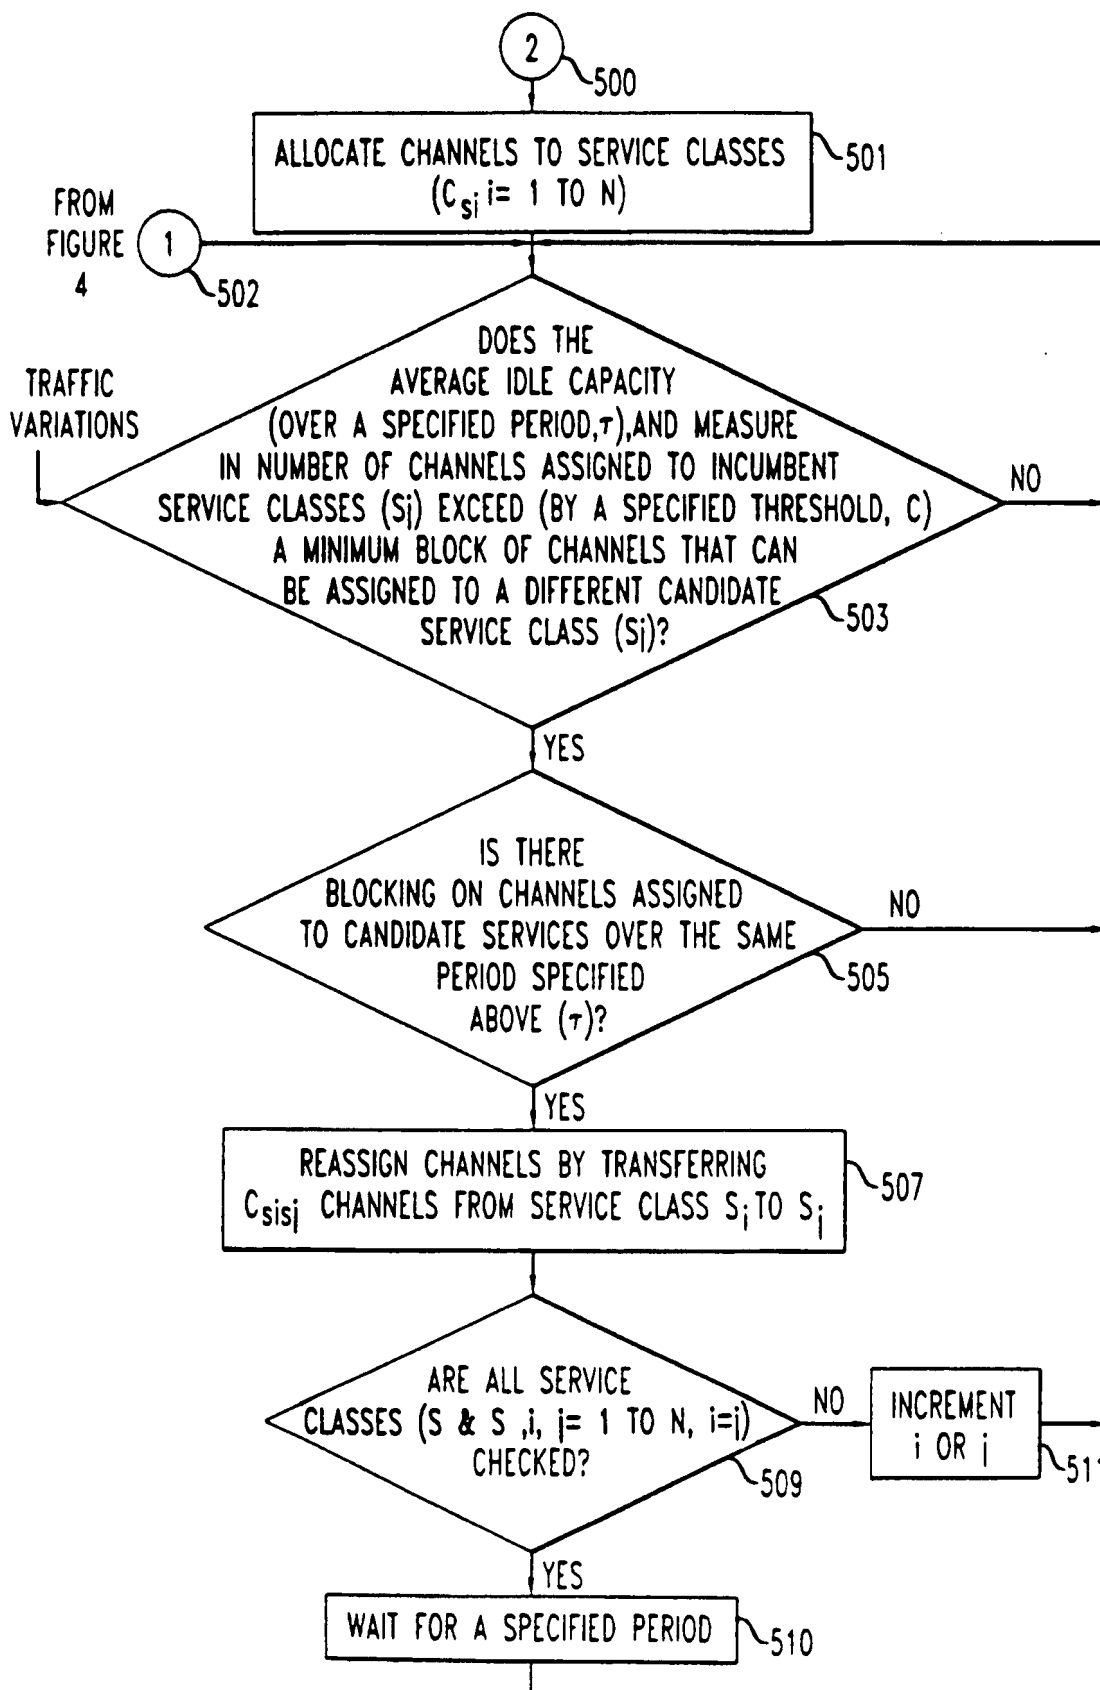 2
500
ALLOCATE CHANNELS TO SERVICE CLASSES
(Csi i= 1 TO N)
501
FROM
FIGURE
4
1
502
TRAFFIC
VARIATIONS
DOES THE
AVERAGE IDLE CAPACITY
(OVER A SPECIFIED PERIOD,τ),AND MEASURE
IN NUMBER OF CHANNELS ASSIGNED TO INCUMBENT
SERVICE CLASSES (Si) EXCEED (BY A SPECIFIED THRESHOLD, C)
A MINIMUM BLOCK OF CHANNELS THAT CAN
BE ASSIGNED TO A DIFFERENT CANDIDATE
SERVICE CLASS (Sj)?
NO
503
YES
IS THERE
BLOCKING ON CHANNELS ASSIGNED
TO CANDIDATE SERVICES OVER THE SAME
PERIOD SPECIFIED
ABOVE (τ)?
NO
505
YES
REASSIGN CHANNELS BY TRANSFERRING
Csisj CHANNELS FROM SERVICE CLASS Si TO Sj
507
ARE ALL SERVICE
CLASSES (S & S ,i, j= 1 TO N, i=j)
CHECKED?
509
NO
INCREMENT
i OR j
511
YES
WAIT FOR A SPECIFIED PERIOD
510